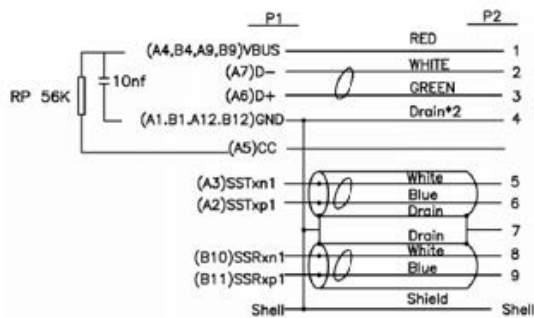 P1 P2
(A4,B4,A9,B9)VBUS RED 1
10nf (A7)D- WHITE 2
RP 56K (A6)D+ GREEN 3
(A1.B1.A12.B12)GND Drain*2 4
(A5)CC
(A3)SSTxn1 White 5
(A2)SSTxp1 Blue 6
Drain
7
Drain
(B10)SSRxn1 White 8
(B11)SSRxp1 Blue 9
Shield
Shell Shell